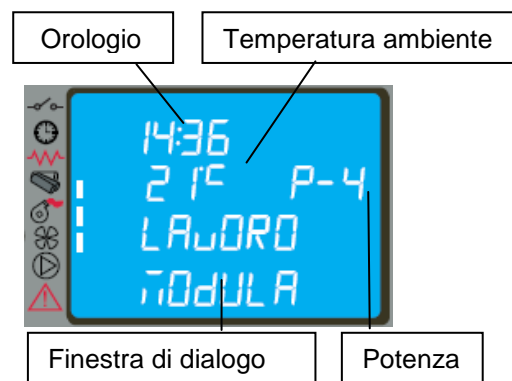 Orologio
Temperatura ambiente
14:36
21°C P-4
LAvORO
MOdULA
Finestra di dialogo
Potenza